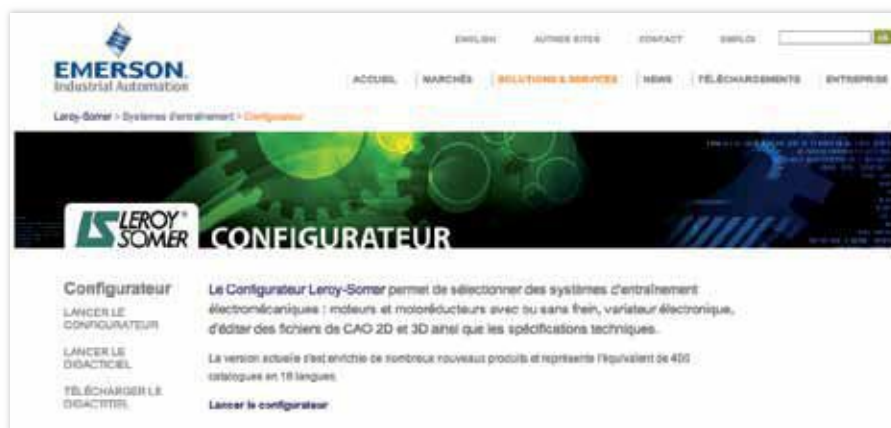 ENGLISH AUTRES SITES CONTACT EMPLOI ok
EMERSON.
Industrial Automation
ACCUEIL MARCHÉS SOLUTIONS & SERVICES NEWS TÉLÉCHARGEMENTS ENTREPRISE
Leroy-Somer > Systèmes d'entraînement > Configurateur
LS LEROY®
SOMER
CONFIGURATEUR
Configurateur
LANCER LE
CONFIGURATEUR
LANCER LE
DIDACTICIEL
TÉLÉCHARGER LE
DIDACTITIEL
Le Configurateur Leroy-Somer permet de sélectionner des systèmes d'entraînement
électromécaniques : moteurs et motoréducteurs avec ou sans frein, variateur électronique,
d'éditer des fichiers de CAO 2D et 3D ainsi que les spécifications techniques.
La version actuelle s'est enrichie de nombreux nouveaux produits et représente l'équivalent de 400
catalogues en 18 langues
Lancer le configurateur